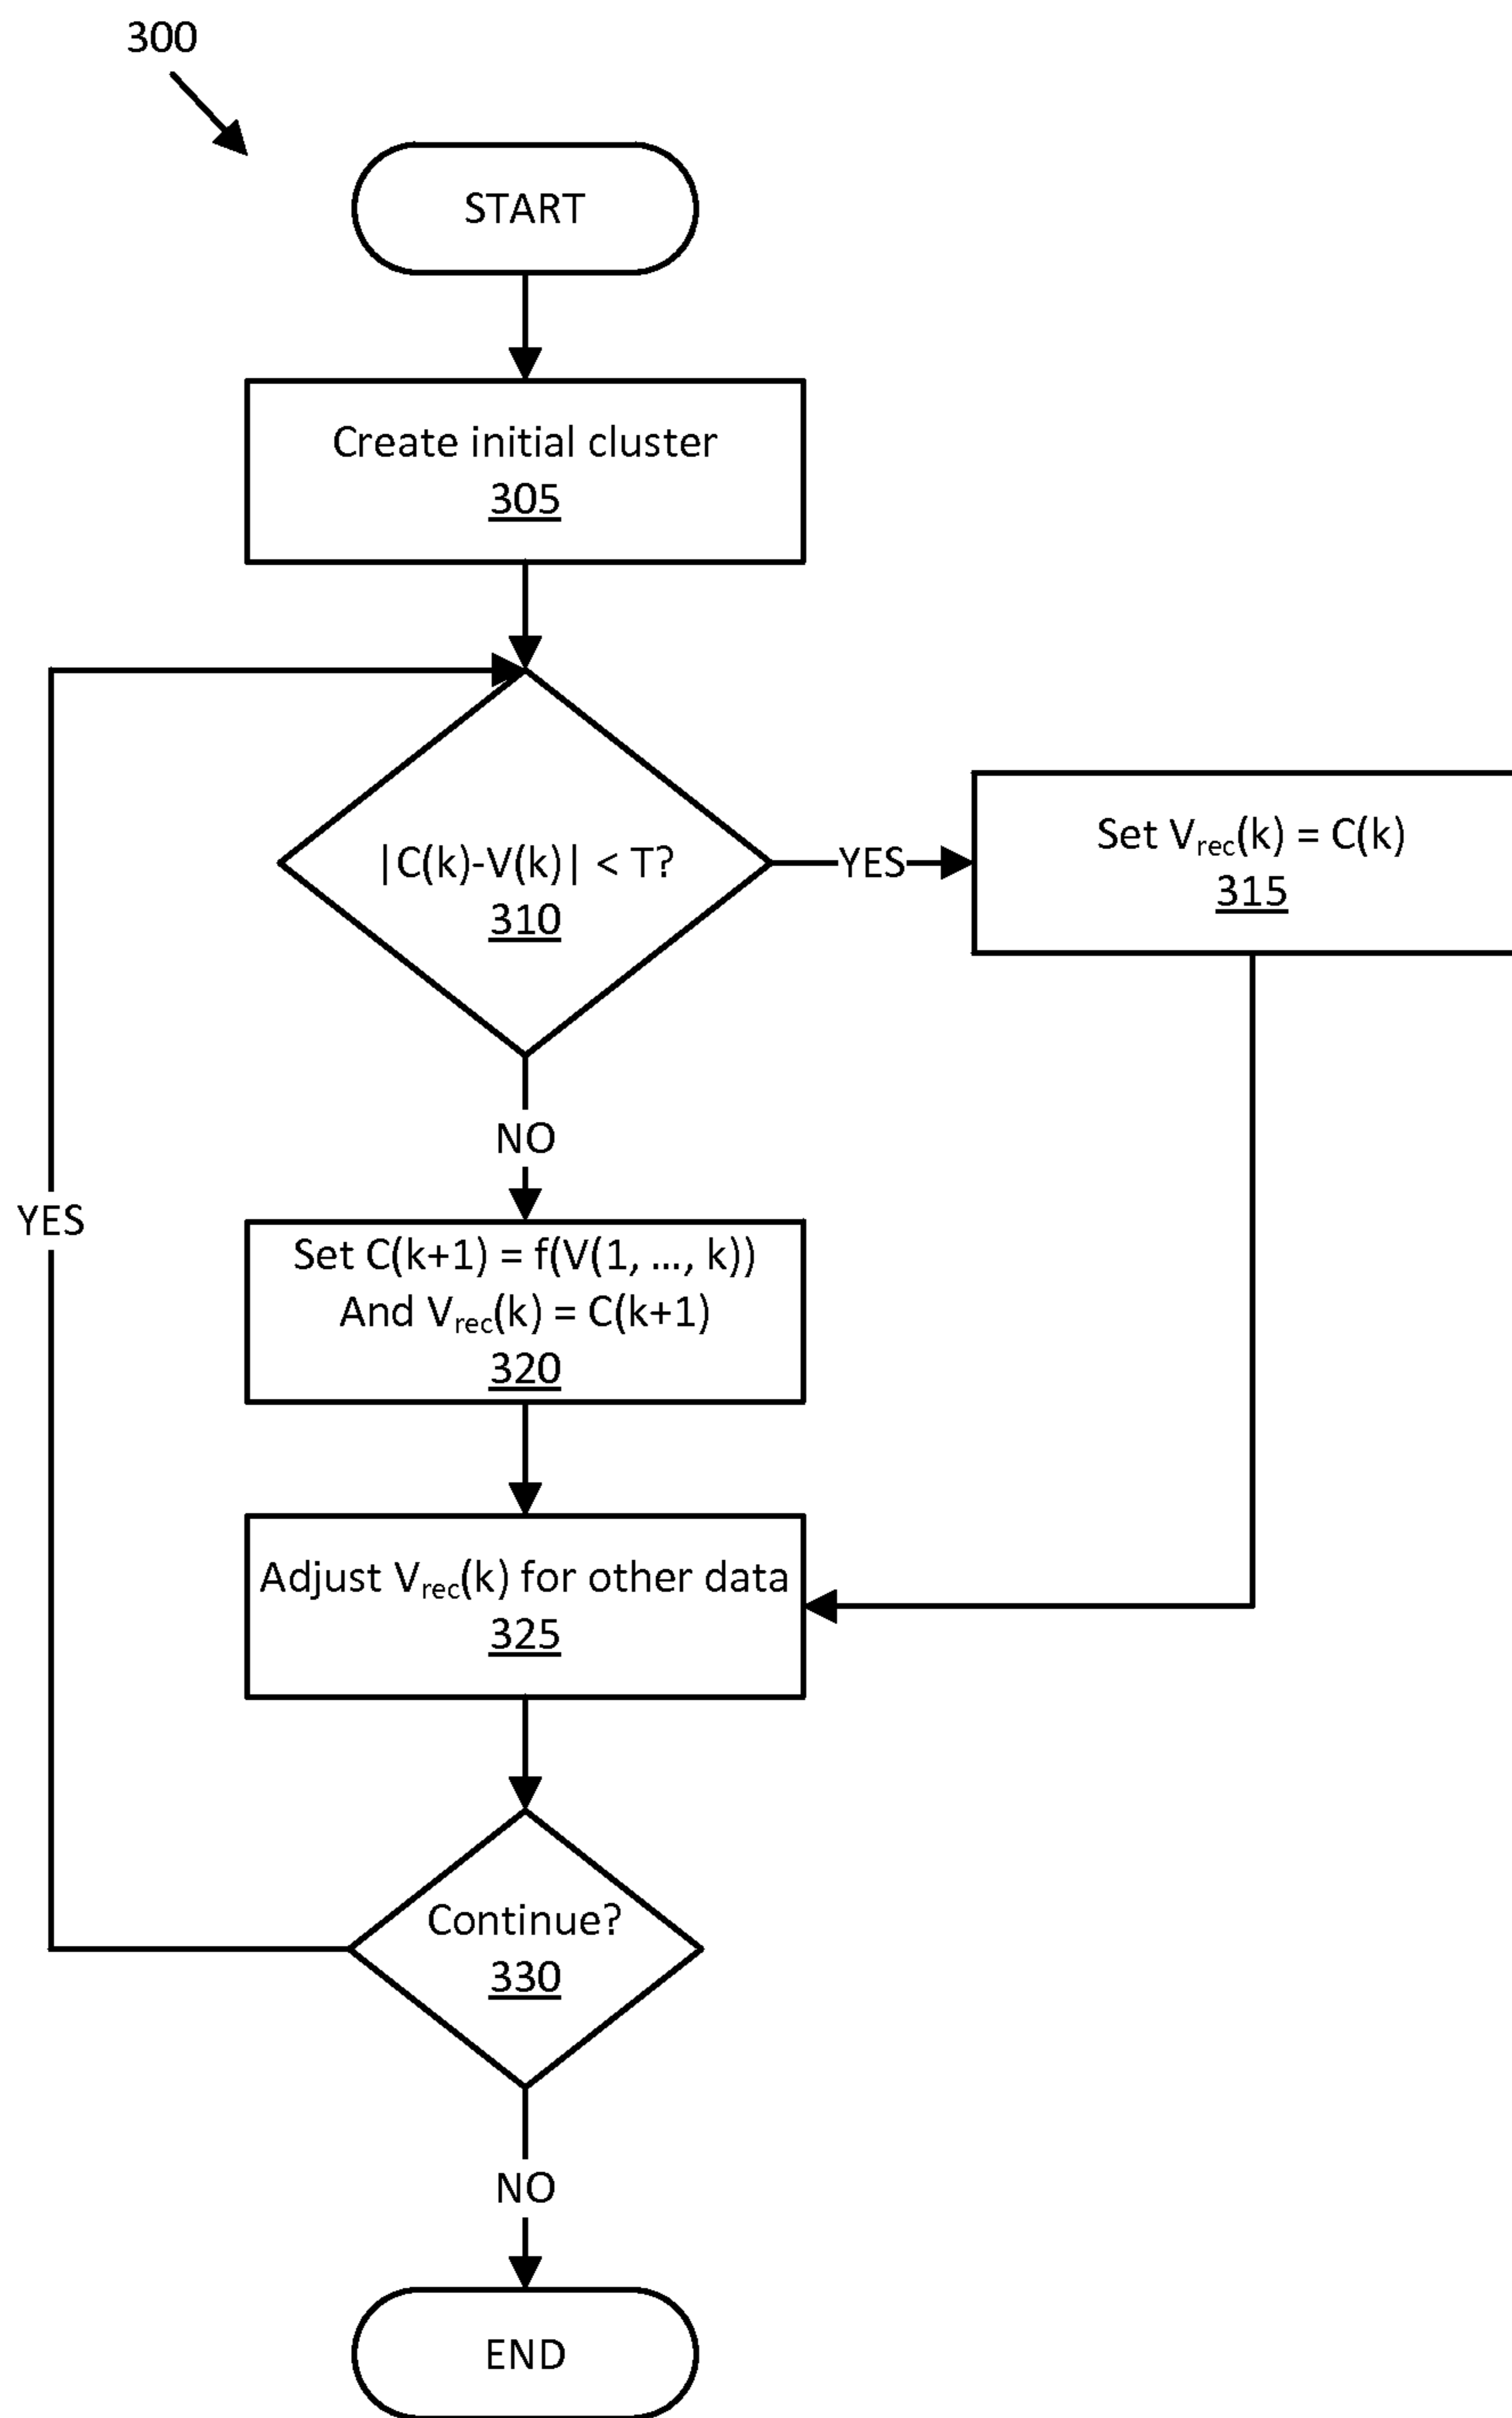 300
START
Create initial cluster
305
|C(k)-V(k)| < T?
310
YES
Set Vrec(k) = C(k)
315
NO
YES
Set C(k+1) = f(V(1, ..., k))
And Vrec(k) = C(k+1)
320
Adjust Vrec(k) for other data
325
Continue?
330
NO
END